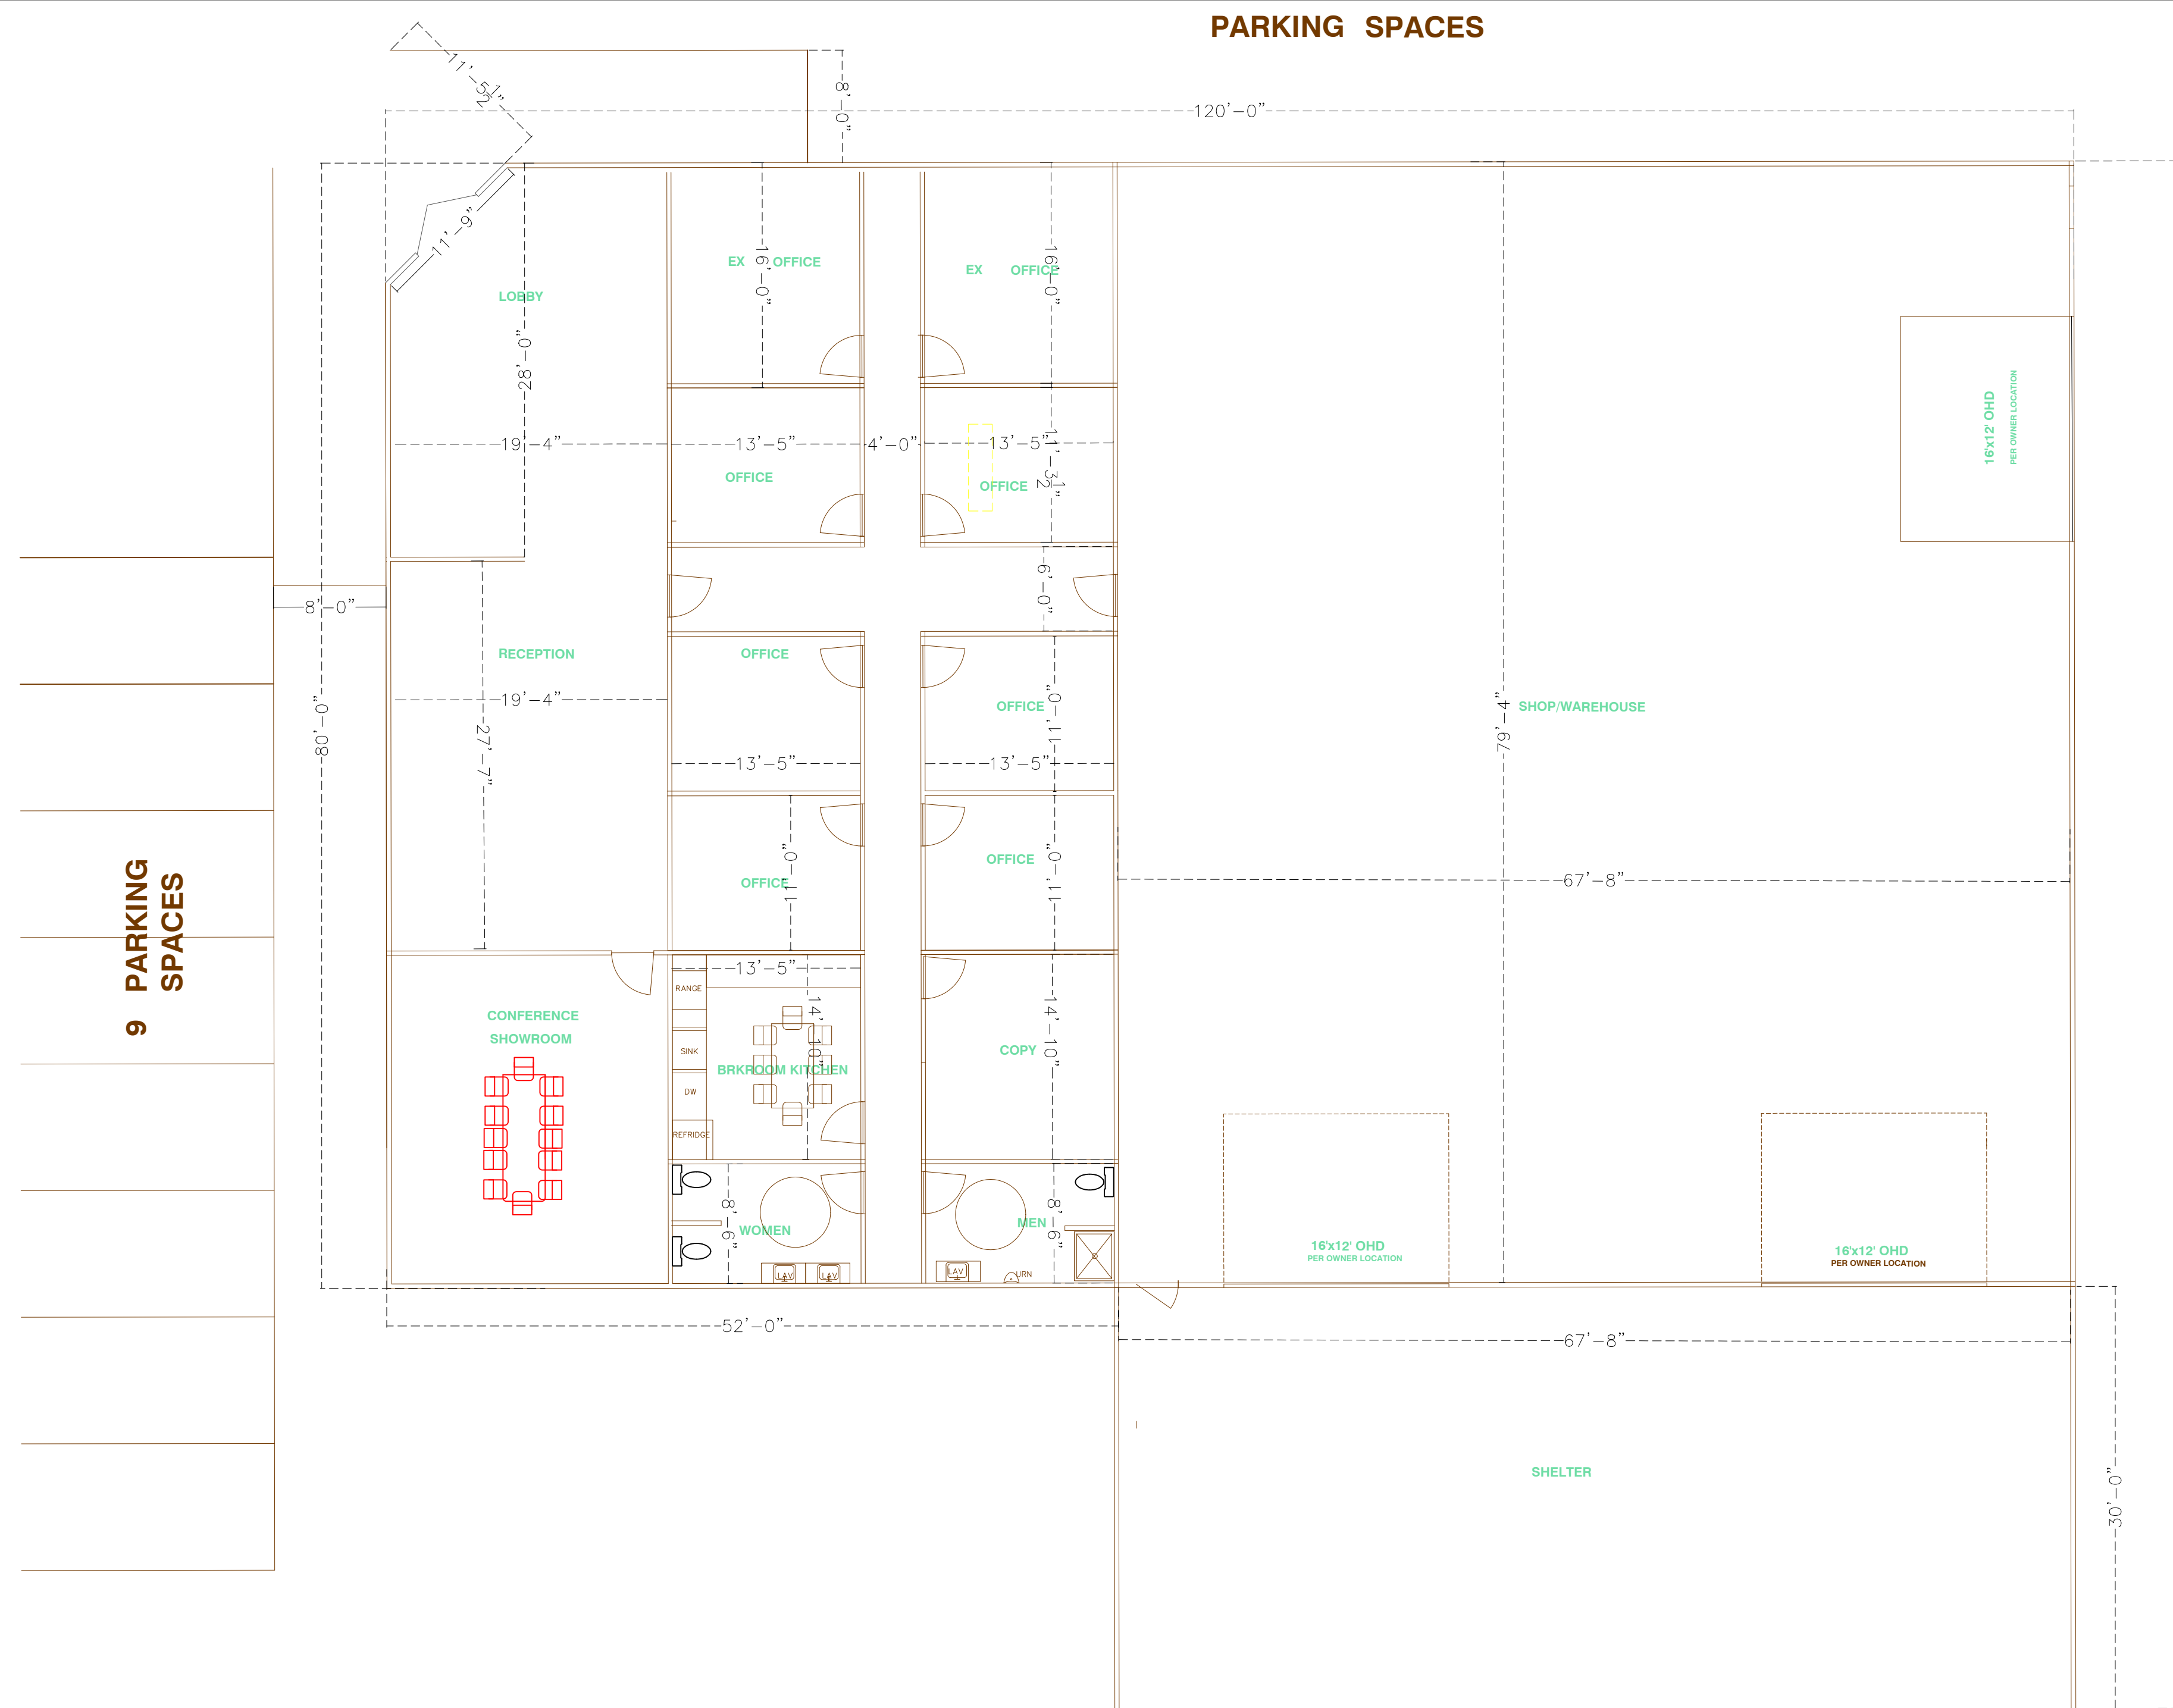 PARKING SPACES
11'-5 1/2"
8'-0"
120'-0"
11'-9"
16'-0"
16'-0"
EX OFFICE
EX OFFICE
LOBBY
28'-0"
16'x12' OHD
PER OWNER LOCATION
19'-4"
13'-5"
4'-0"
13'-5"
11'-3 1/2"
OFFICE
OFFICE
6'-0"
8'-0"
RECEPTION
OFFICE
19'-4"
OFFICE
11'-0"
SHOP/WAREHOUSE
79'-4"
80'-0"
27'-7"
13'-5"
13'-5"
OFFICE
11'-0"
OFFICE
11'-0"
67'-8"
9 PARKING
SPACES
13'-5"
RANGE
14'-10"
14'-10"
CONFERENCE
SHOWROOM
SINK
COPY
BRKROOM KITCHEN
DW
REFRIDGE
8'-6"
WOMEN
8'-6"
MEN
LAV
LAV
LAV
URN
16'x12' OHD
PER OWNER LOCATION
16'x12' OHD
PER OWNER LOCATION
52'-0"
67'-8"
SHELTER
30'-0"